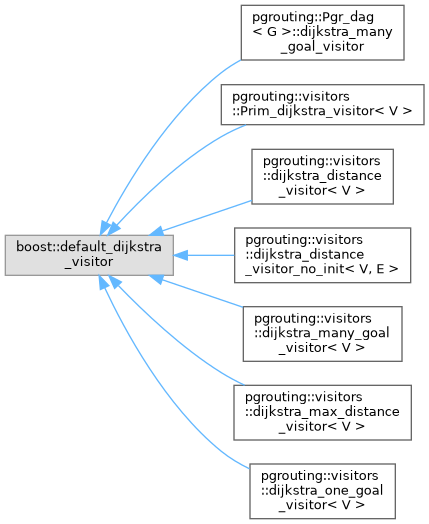 pgrouting::Pgr_dag
< G >::dijkstra_many
_goal_visitor
pgrouting::visitors
::Prim_dijkstra_visitor< V >
pgrouting::visitors
::dijkstra_distance
_visitor< V >
boost::default_dijkstra
_visitor
pgrouting::visitors
::dijkstra_distance
_visitor_no_init< V, E >
pgrouting::visitors
::dijkstra_many_goal
_visitor< V >
pgrouting::visitors
::dijkstra_max_distance
_visitor< V >
pgrouting::visitors
::dijkstra_one_goal
_visitor< V >